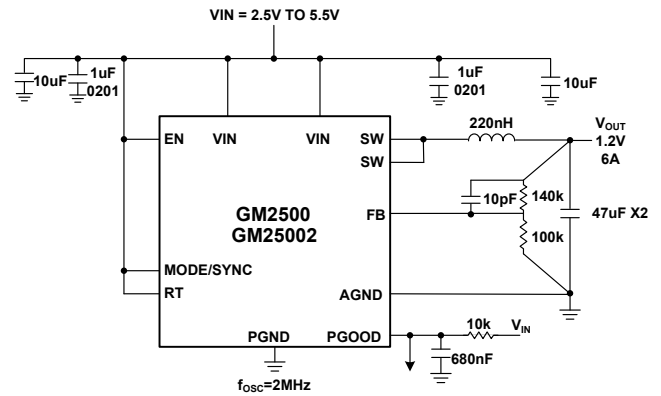 VIN = 2.5V TO 5.5V
10uF
1uF
0201
1uF
0201
10uF
EN
VIN
VIN
SW
SW
220nH
VOUT
1.2V
6A
GM2500
GM25002
FB
10pF
140k
100k
47uF X2
MODE/SYNC
RT
AGND
PGND
PGOOD
10k
VIN
680nF
fOSC=2MHz